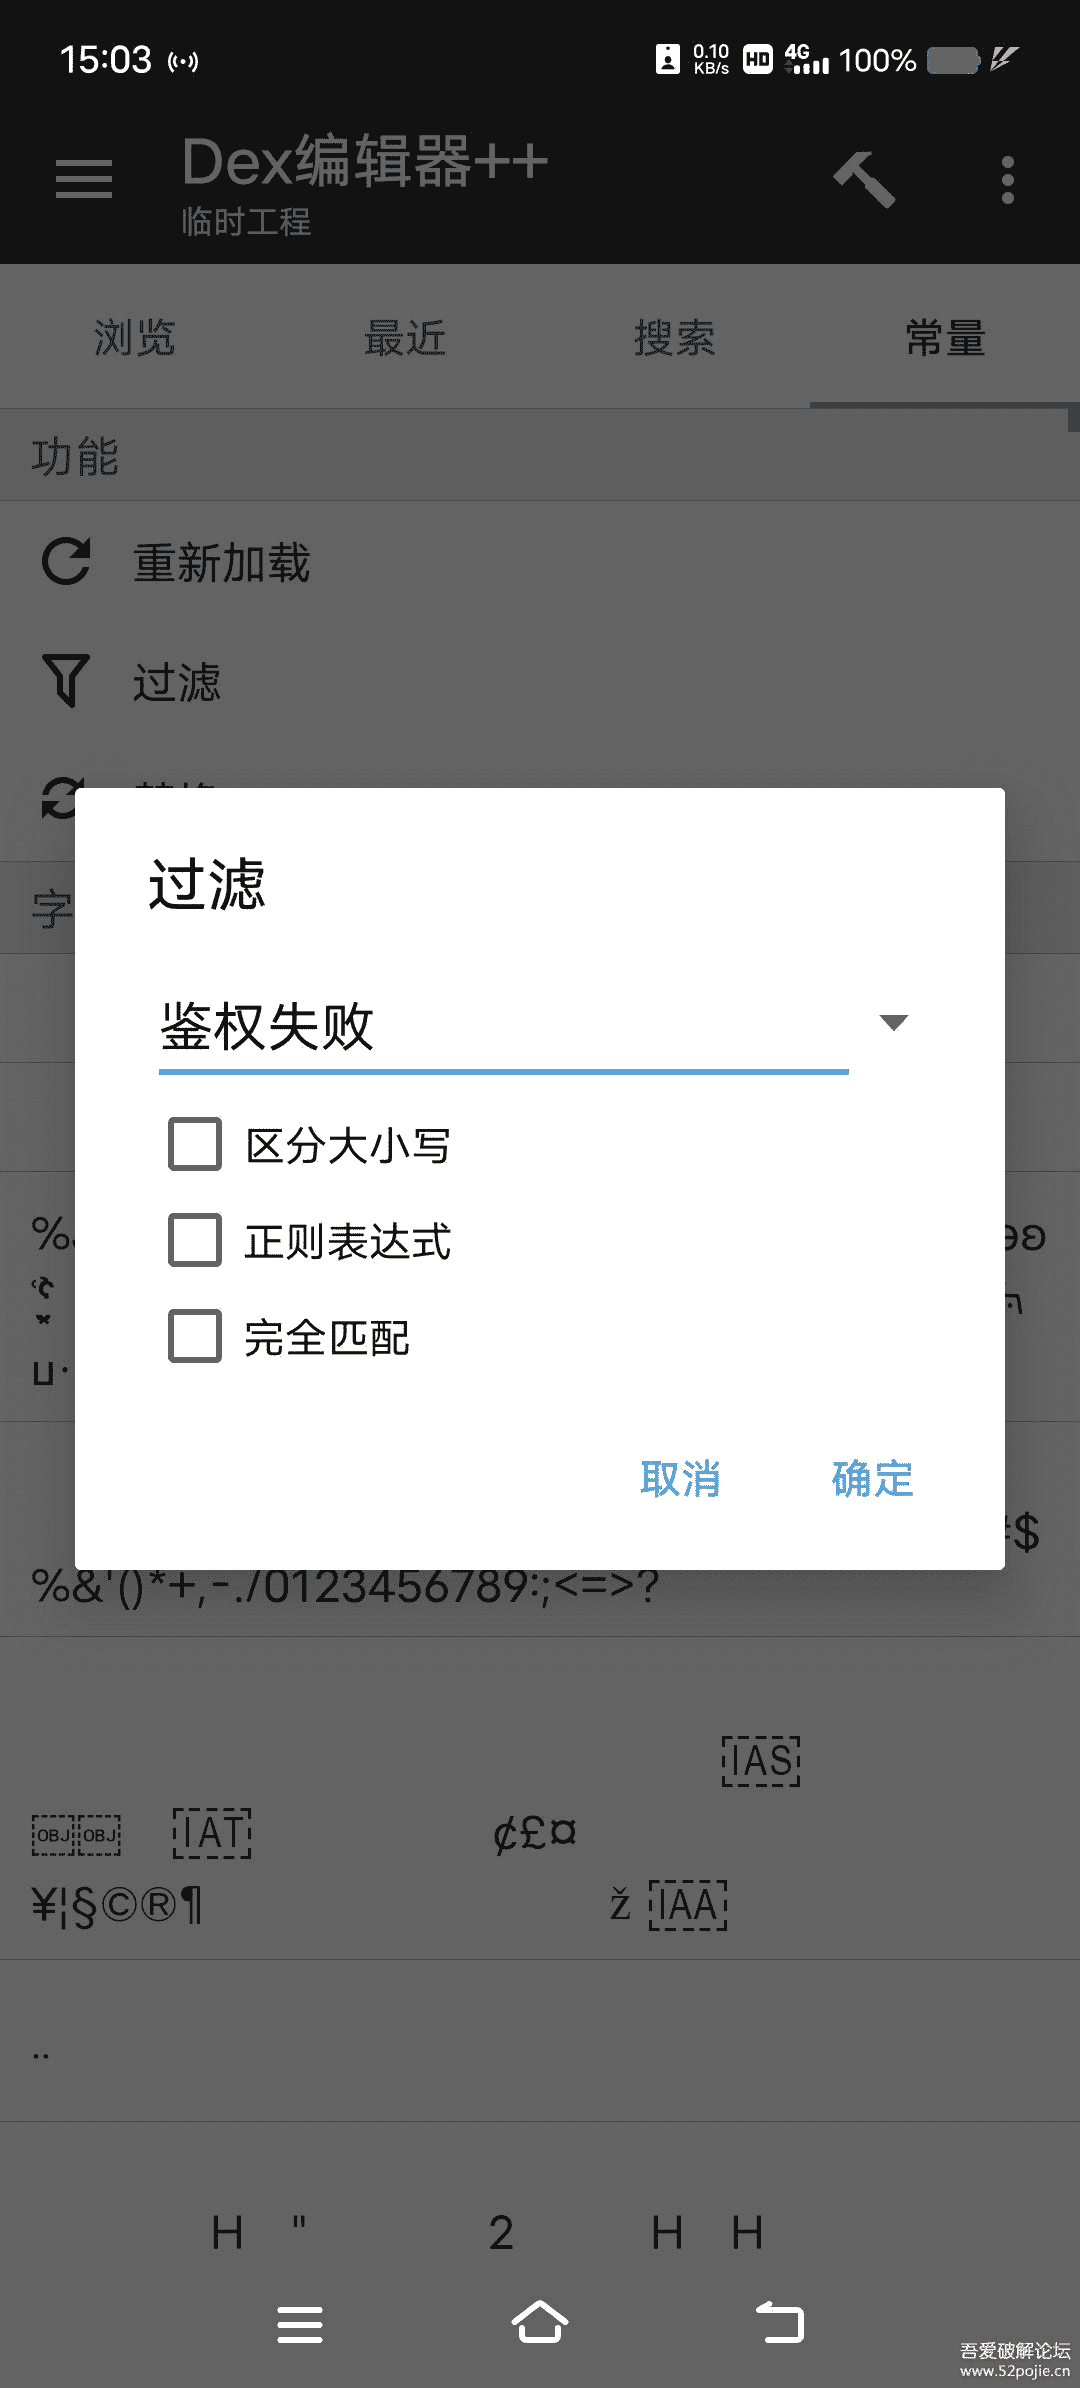 15:03
0.10
KB/s
HD
4G
100%
Dex编辑器++
临时工程
浏览
最近
搜索
常量
功能
重新加载
过滤
字
过滤
鉴权失败
区分大小写
正则表达式
完全匹配
取消
确定
#$
%&'()*+,-./0123456789:;<=>?
IAS
OBJ OBJ IAT ¢£¤
¥¦§©®¶ ž IAA
..
H " 2 H H
吾爱破解论坛
www.52pojie.cn